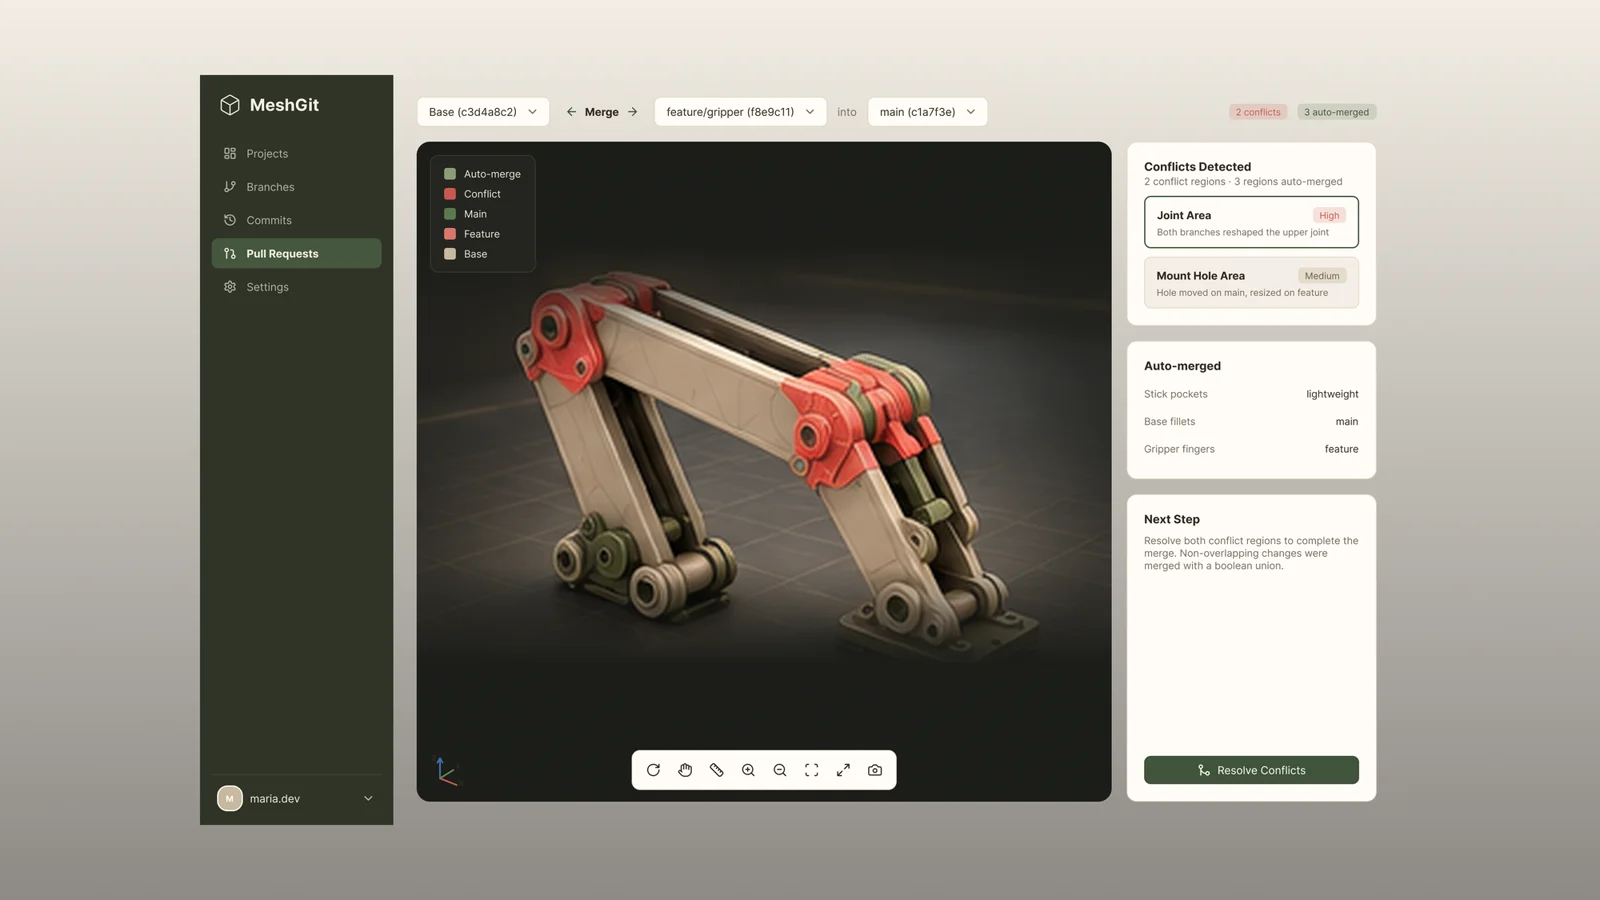 MeshGit
Projects
Branches
Commits
Pull Requests
Settings
M
maria.dev
Base (c3d4a8c2)
Merge
feature/gripper (f8e9c11)
into
main (c1a7f3e)
2 conflicts
3 auto-merged
Auto-merge
Conflict
Main
Feature
Base
Conflicts Detected
2 conflict regions · 3 regions auto-merged
Joint Area
High
Both branches reshaped the upper joint
Mount Hole Area
Medium
Hole moved on main, resized on feature
Auto-merged
Stick pockets lightweight
Base fillets main
Gripper fingers feature
Next Step
Resolve both conflict regions to complete the
merge. Non-overlapping changes were
merged with a boolean union.
Resolve Conflicts